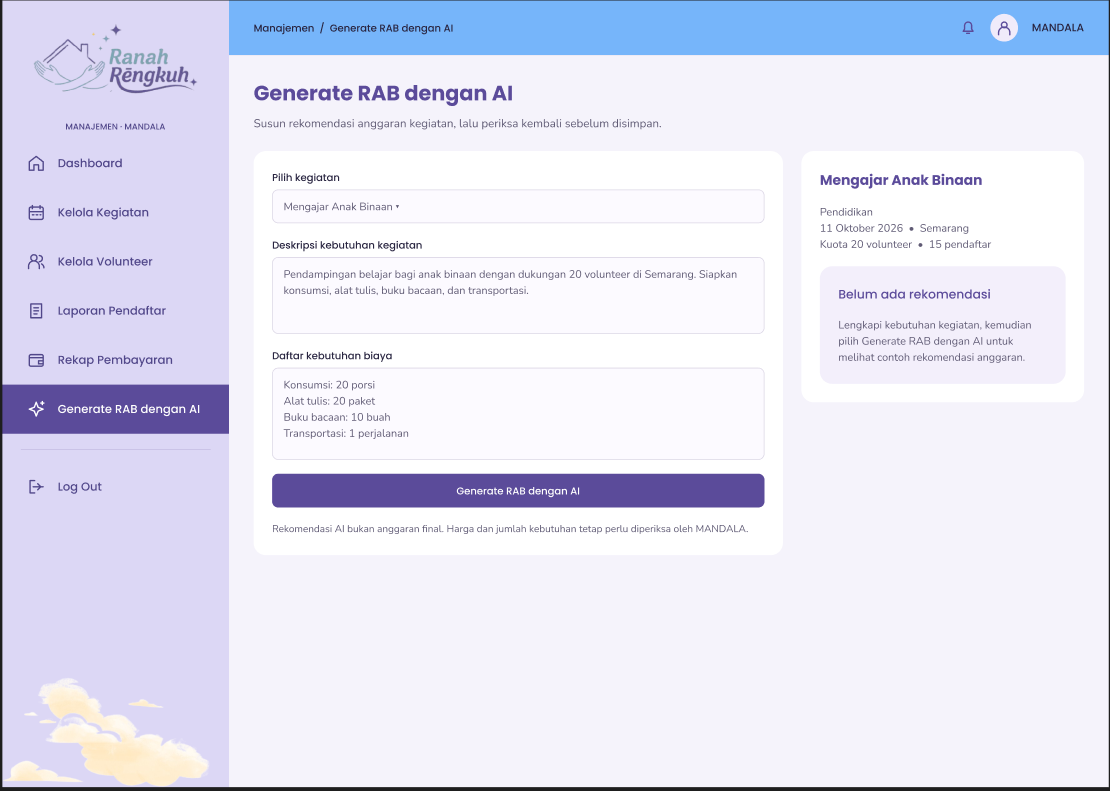 Ranah
Rēngkuh
MANAJEMEN - MANDALA
Dashboard
Kelola Kegiatan
Kelola Volunteer
Laporan Pendaftar
Rekap Pembayaran
Generate RAB dengan AI
Log Out
Manajemen / Generate RAB dengan AI
MANDALA
Generate RAB dengan AI
Susun rekomendasi anggaran kegiatan, lalu periksa kembali sebelum disimpan.
Pilih kegiatan
Mengajar Anak Binaan
Deskripsi kebutuhan kegiatan
Pendampingan belajar bagi anak binaan dengan dukungan 20 volunteer di Semarang. Siapkan
konsumsi, alat tulis, buku bacaan, dan transportasi.
Daftar kebutuhan biaya
Konsumsi: 20 porsi
Alat tulis: 20 paket
Buku bacaan: 10 buah
Transportasi: 1 perjalanan
Generate RAB dengan AI
Rekomendasi AI bukan anggaran final. Harga dan jumlah kebutuhan tetap perlu diperiksa oleh MANDALA.
Mengajar Anak Binaan
Pendidikan
11 Oktober 2026 • Semarang
Kuota 20 volunteer • 15 pendaftar
Belum ada rekomendasi
Lengkapi kebutuhan kegiatan, kemudian
pilih Generate RAB dengan AI untuk
melihat contoh rekomendasi anggaran.